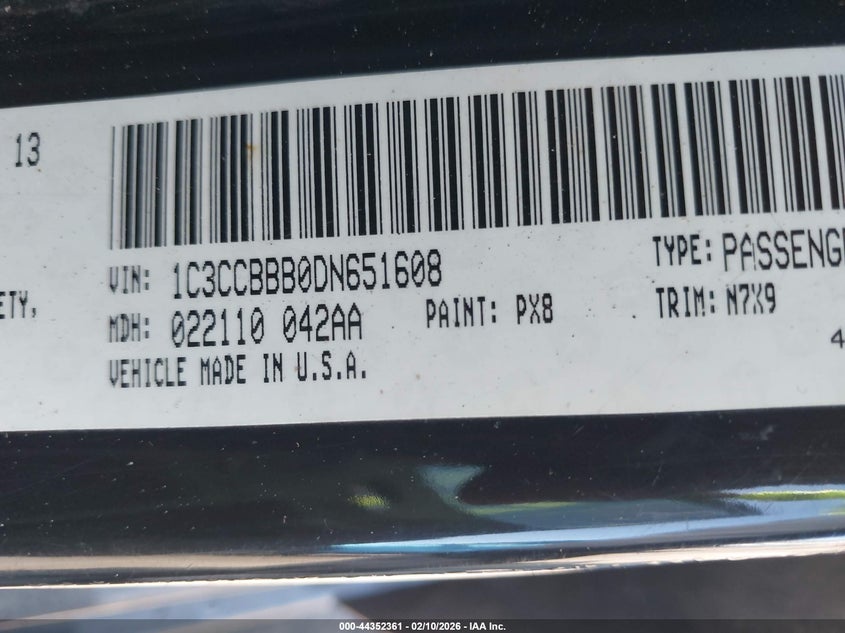 13
VIN: 1C3CCBBB0DN651608
TYPE: PASSENG
ETY,
MDH: 022110 042AA
PAINT: PX8
TRIM: N7X9
VEHICLE MADE IN U.S.A.
4
000-44352361 - 02/10/2026 - IAA Inc.